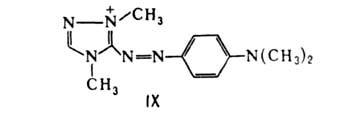 +
N N CH₃
N N=N N(CH₃)₂
CH₃
IX